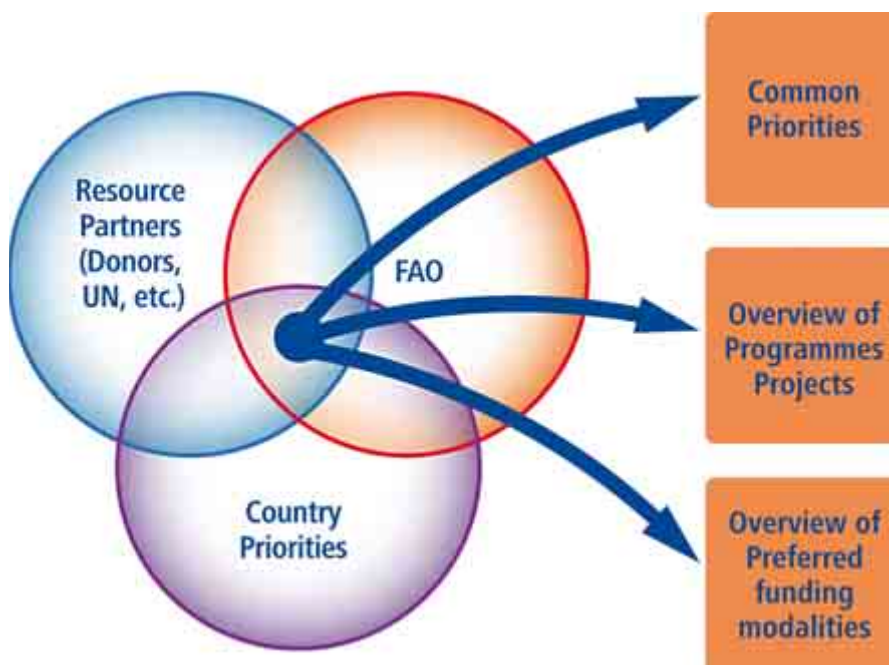 Resource
Partners
(Donors,
UN, etc.)
FAO
Country
Priorities
Common
Priorities
Overview of
Programmes
Projects
Overview of
Preferred
funding
modalities